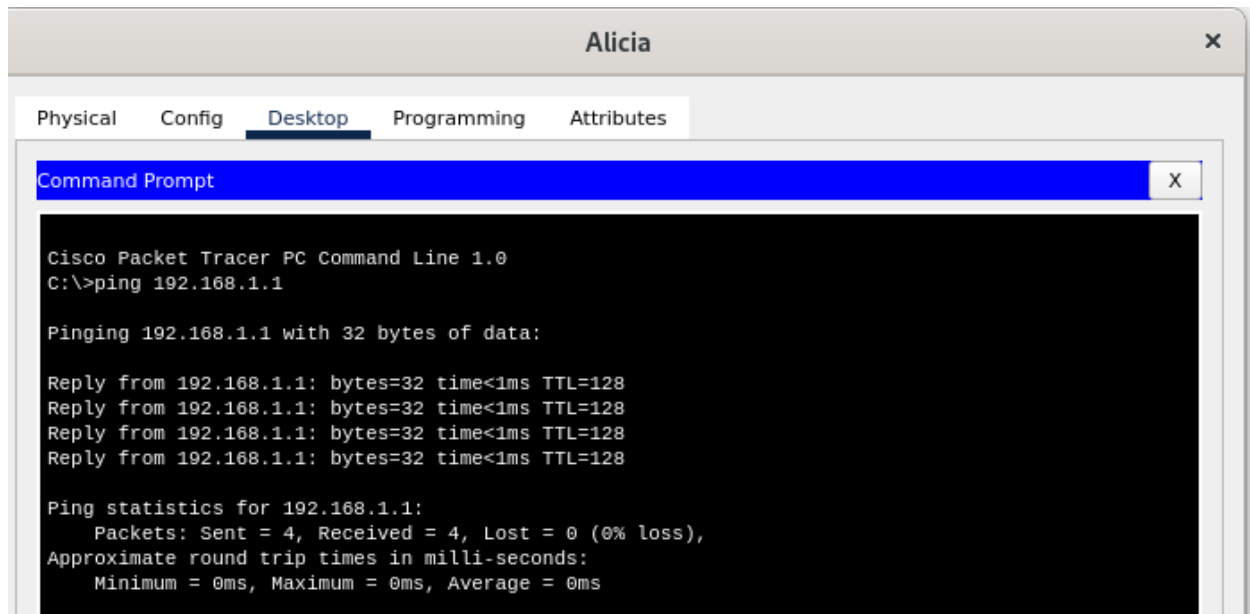 Alicia
×
Physical Config Desktop Programming Attributes
Command Prompt
X
Cisco Packet Tracer PC Command Line 1.0
C:\>ping 192.168.1.1
Pinging 192.168.1.1 with 32 bytes of data:
Reply from 192.168.1.1: bytes=32 time<1ms TTL=128
Reply from 192.168.1.1: bytes=32 time<1ms TTL=128
Reply from 192.168.1.1: bytes=32 time<1ms TTL=128
Reply from 192.168.1.1: bytes=32 time<1ms TTL=128
Ping statistics for 192.168.1.1:
Packets: Sent = 4, Received = 4, Lost = 0 (0% loss),
Approximate round trip times in milli-seconds:
Minimum = 0ms, Maximum = 0ms, Average = 0ms